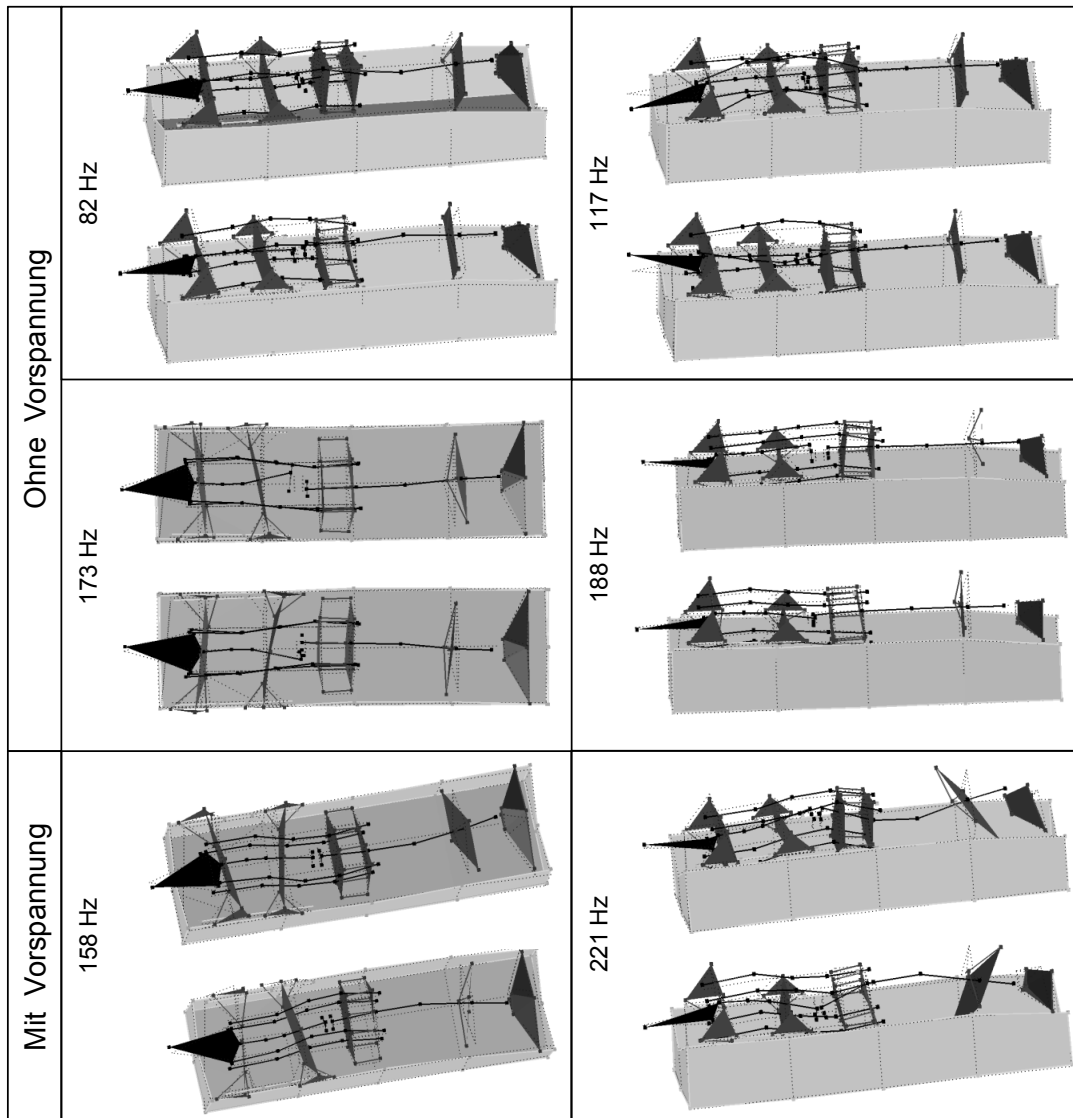 Ohne Vorspannung
82 Hz
117 Hz
173 Hz
188 Hz
Mit Vorspannung
158 Hz
221 Hz